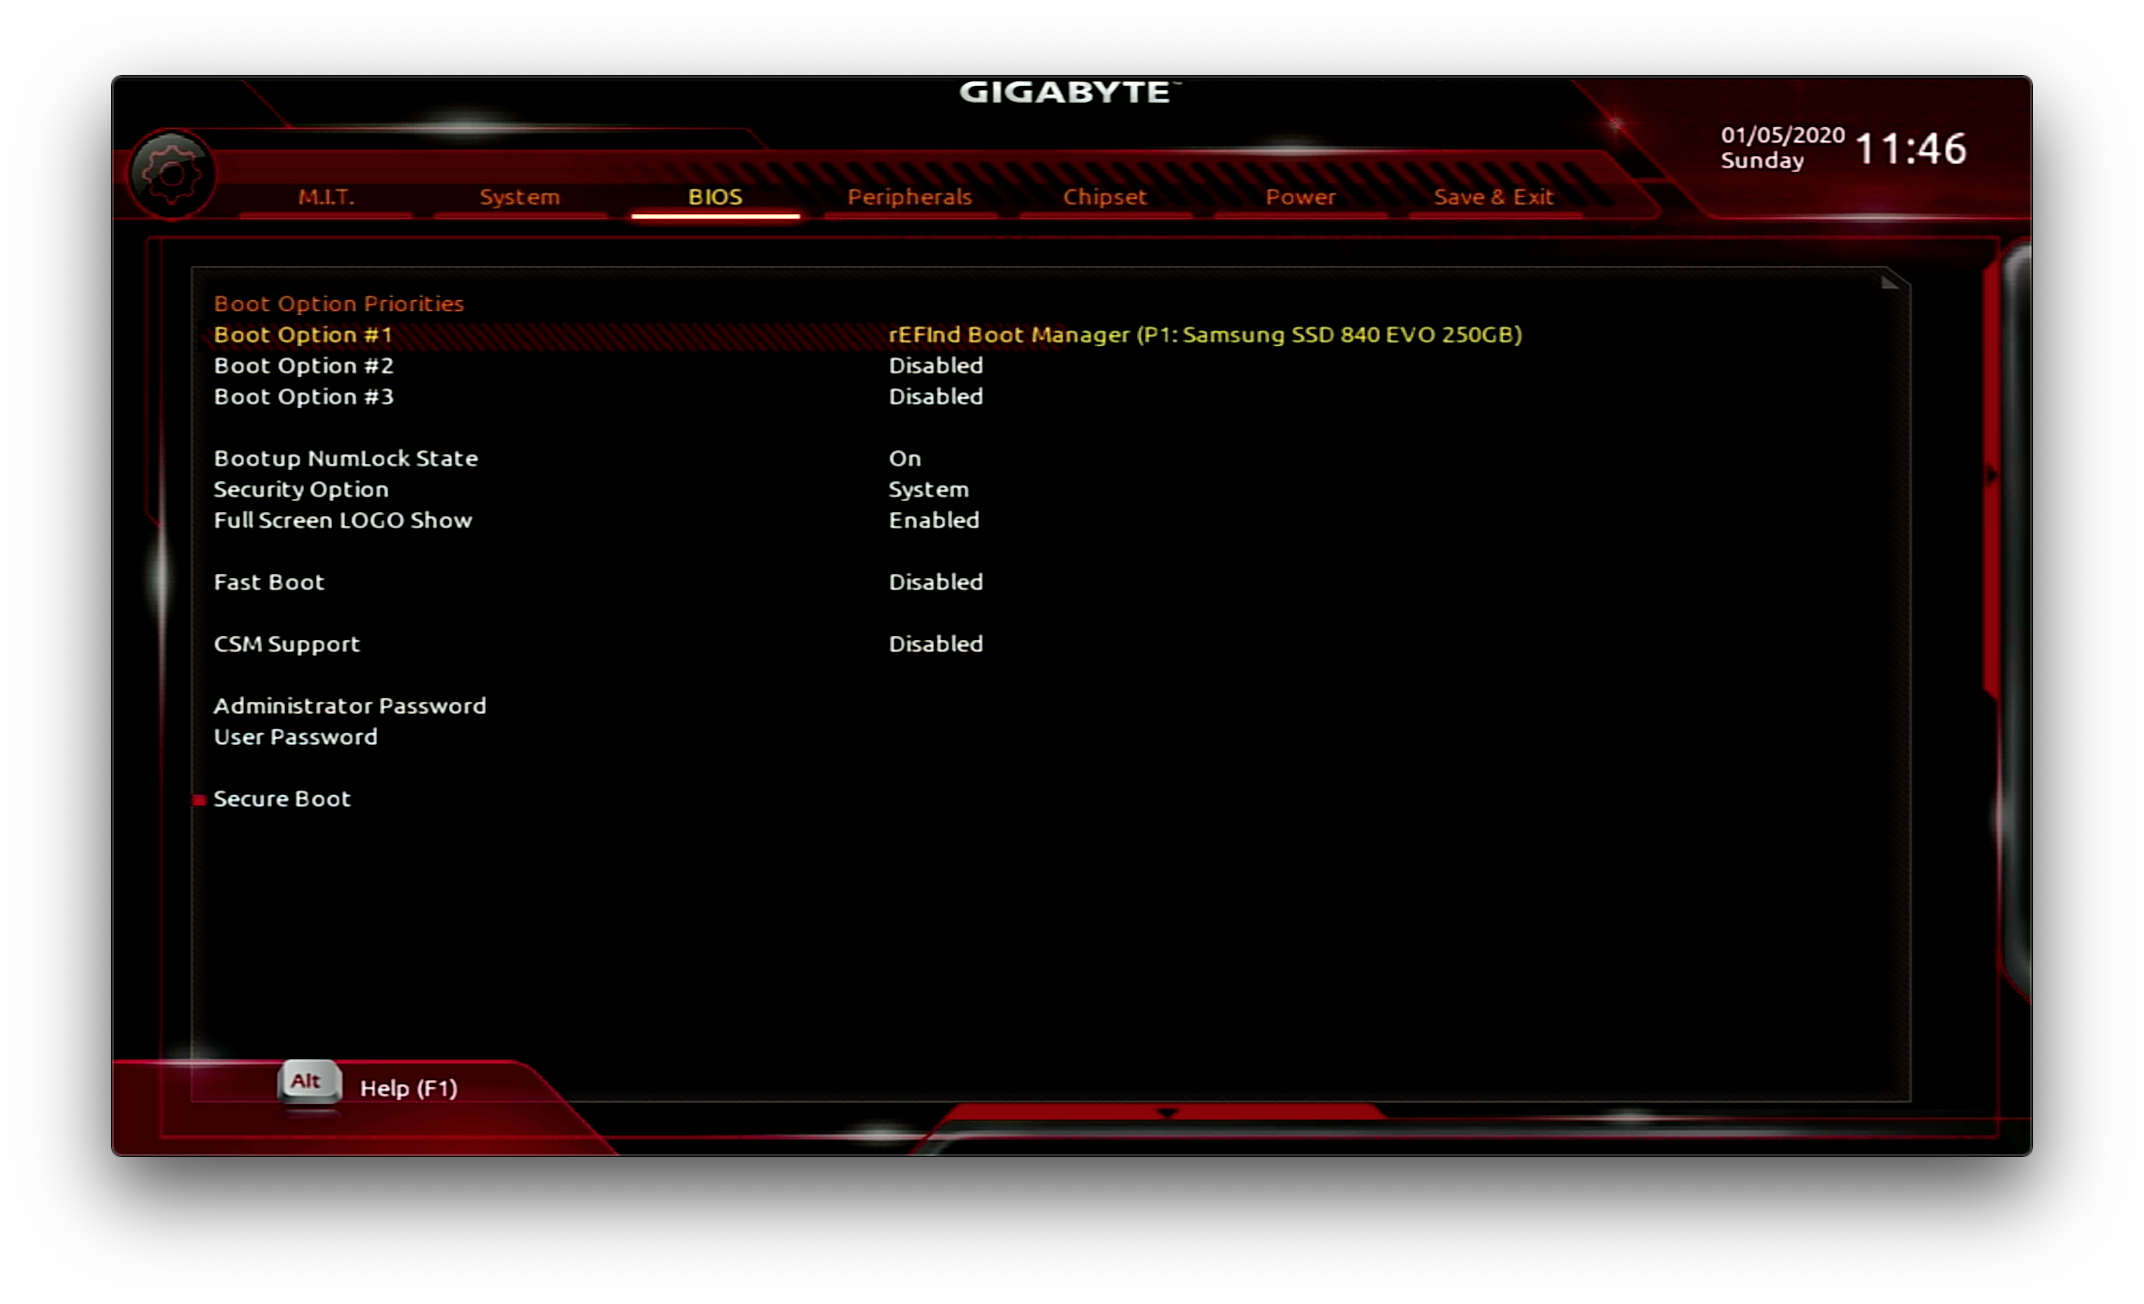 GIGABYTE™
01/05/2020 11:46
Sunday
M.I.T. System BIOS Peripherals Chipset Power Save & Exit
Boot Option Priorities
Boot Option #1 rEFInd Boot Manager (P1: Samsung SSD 840 EVO 250GB)
Boot Option #2 Disabled
Boot Option #3 Disabled
Bootup NumLock State On
Security Option System
Full Screen LOGO Show Enabled
Fast Boot Disabled
CSM Support Disabled
Administrator Password
User Password
Secure Boot
Alt Help (F1)